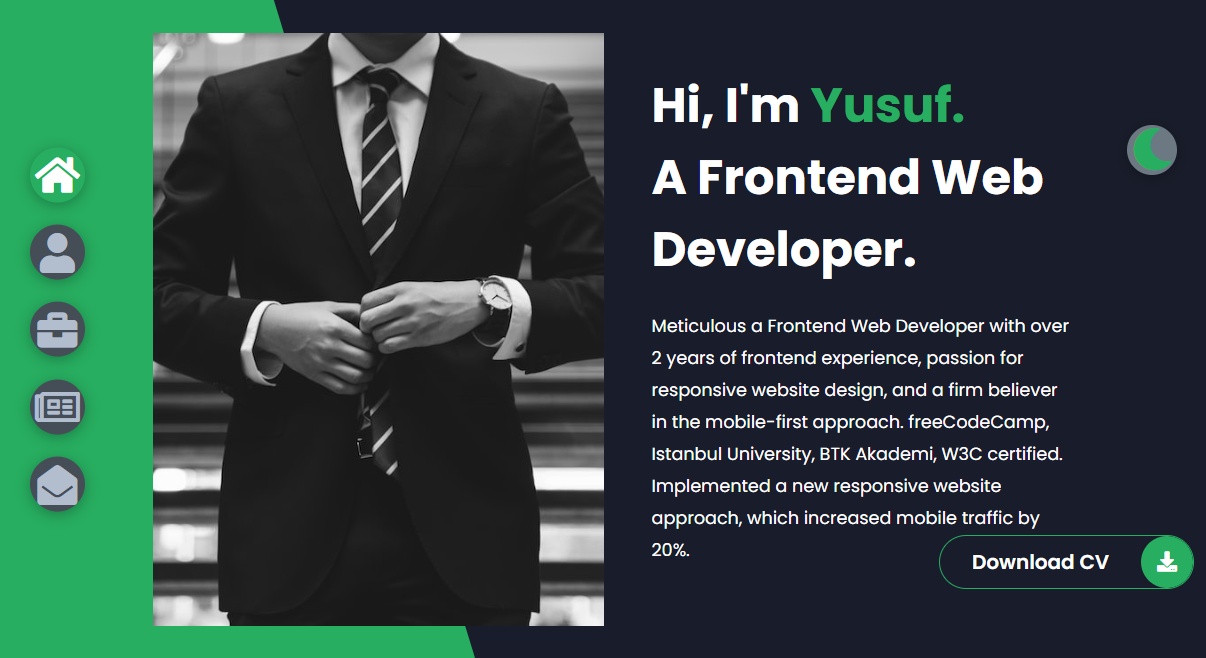 Hi, I'm Yusuf.
A Frontend Web
Developer.
Meticulous a Frontend Web Developer with over
2 years of frontend experience, passion for
responsive website design, and a firm believer
in the mobile-first approach. freeCodeCamp,
Istanbul University, BTK Akademi, W3C certified.
Implemented a new responsive website
approach, which increased mobile traffic by
20%.
Download CV